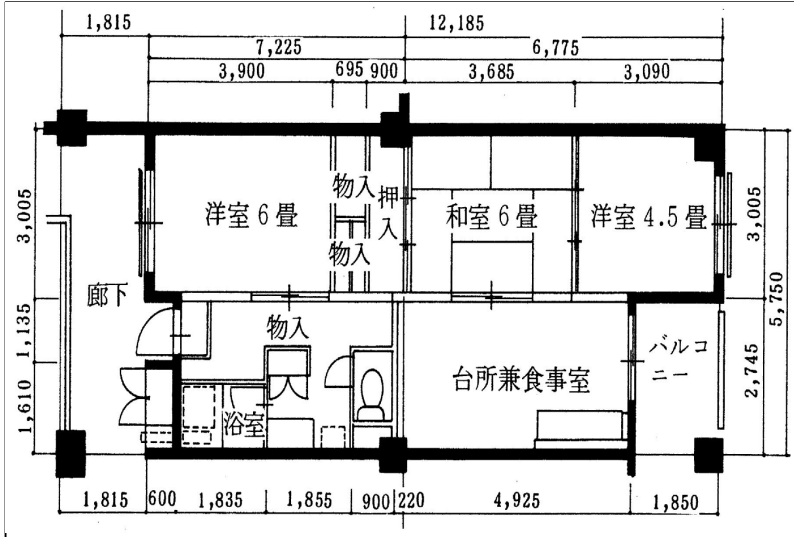 1,815
12,185
7,225
6,775
3,900
695
900
3,685
3,090
物入
押入
洋室6畳
和室6畳
洋室4.5畳
物入
3,005
3,005
5,750
廊下
物入
1,135
バルコニー
台所兼食事室
2,745
1,610
浴室
1,815
600
1,835
1,855
900
220
4,925
1,850